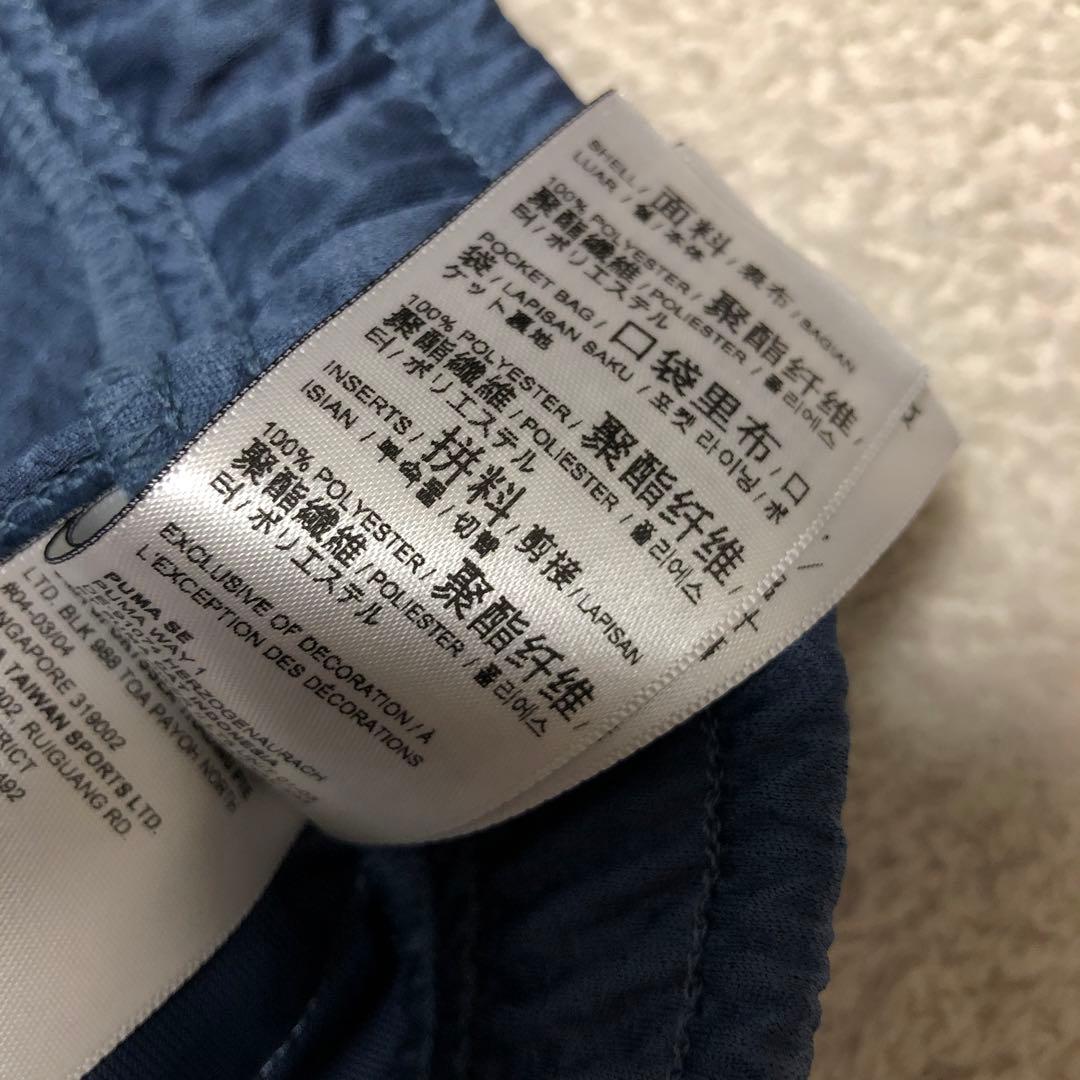 SHELL / 面料 / 表布 / BAGIAN
LUAR / 겉 / 本体
100% POLYESTER / 聚酯纤维 /
聚酯纖維 / POLIESTER / 폴리에스
터 / ポリエステル
POCKET BAG / 口袋里布 / 口
袋 / LAPISAN SAKU / 포켓 라이닝 / ポ
ケット裏地
100% POLYESTER / 聚酯纤维 /
聚酯纖維 / POLIESTER / 폴리에스
터 / ポリエステル
INSERTS / 拼料 / 剪接 / LAPISAN
ISIAN / 부속물 / 切替
100% POLYESTER / 聚酯纤维 /
聚酯纖維 / POLIESTER / 폴리에스
터 / ポリエステル
EXCLUSIVE OF DECORATION / À
L'EXCEPTION DES DÉCORATIONS
PUMA SE
PUMA WAY 1
HERZOGENAURACH
LTD. BLK 988 TOA PAYOH NORTH
#04-03/04
SINGAPORE 319002
TAIWAN SPORTS LTD.
RUIGUANG RD.